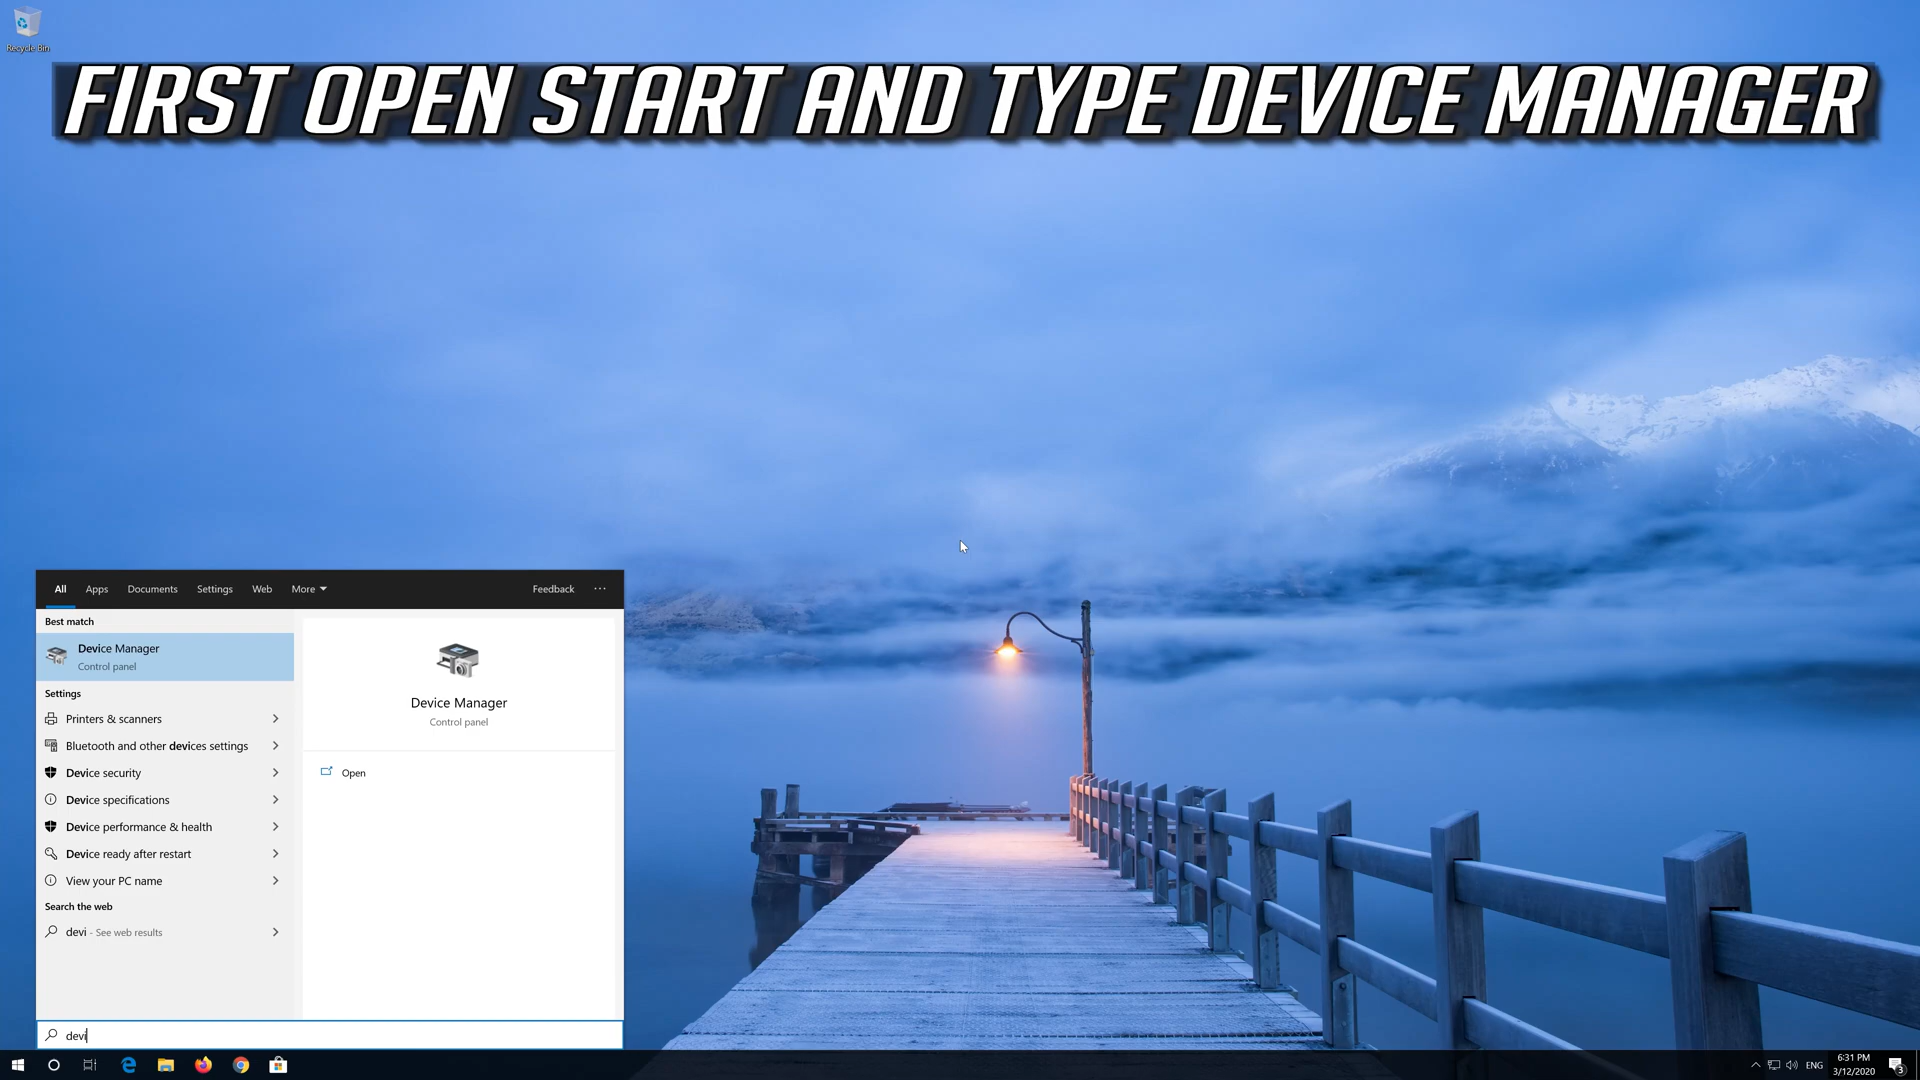 Recycle Bin
FIRST OPEN START AND TYPE DEVICE MANAGER
All Apps Documents Settings Web More Feedback ...
Best match
Device Manager
Control panel
Settings
Printers & scanners
Bluetooth and other devices settings
Device security
Device specifications
Device performance & health
Device ready after restart
View your PC name
Search the web
devi - See web results
Device Manager
Control panel
Open
devi
ENG
6:31 PM
3/12/2020
3